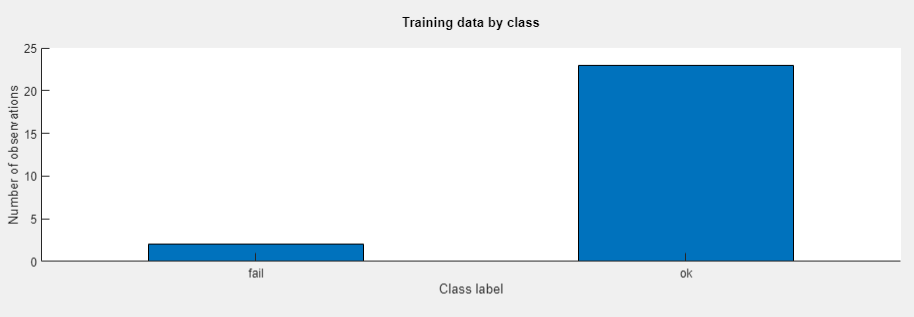 Training data by class
25
20
15
10
5
0
Number of observations
fail
ok
Class label